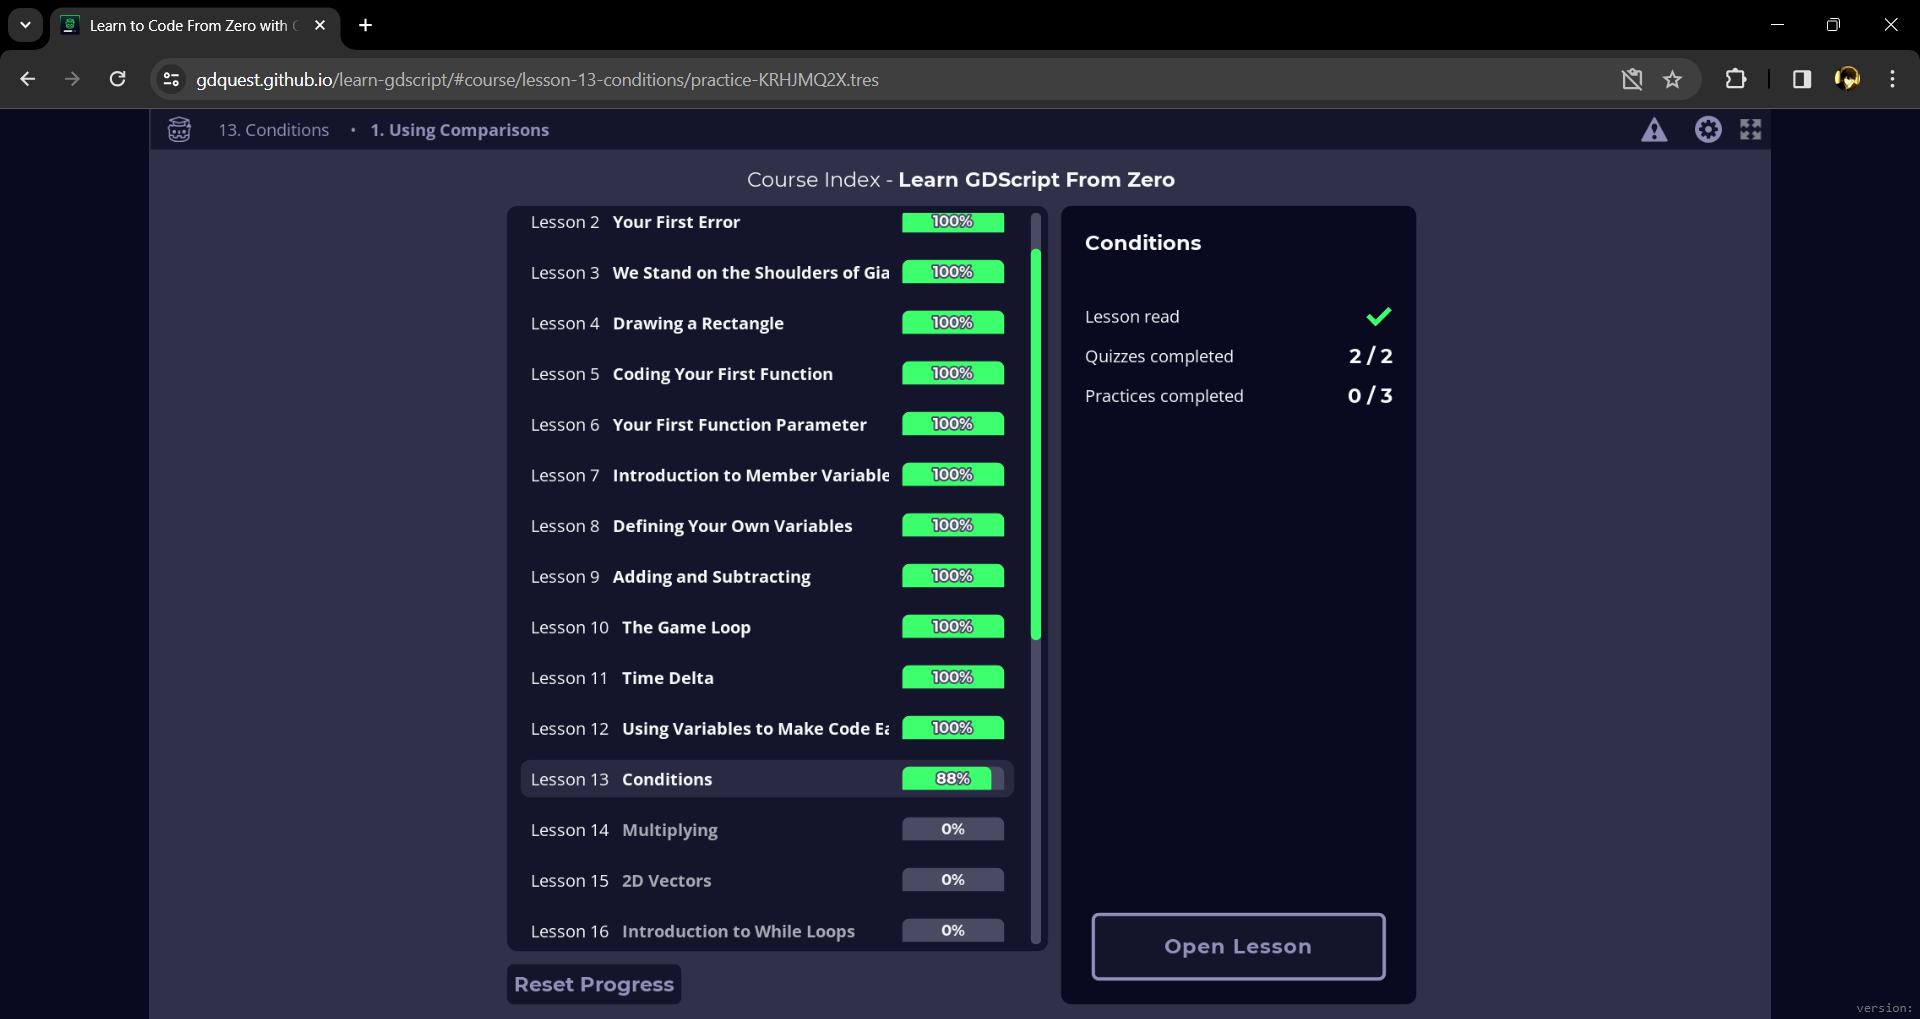 Learn to Code From Zero with
gdquest.github.io/learn-gdscript/#course/lesson-13-conditions/practice-KRHJMQ2X.tres
13. Conditions • 1. Using Comparisons
Course Index - Learn GDScript From Zero
Lesson 2 Your First Error 100%
Lesson 3 We Stand on the Shoulders of Gia 100%
Lesson 4 Drawing a Rectangle 100%
Lesson 5 Coding Your First Function 100%
Lesson 6 Your First Function Parameter 100%
Lesson 7 Introduction to Member Variable 100%
Lesson 8 Defining Your Own Variables 100%
Lesson 9 Adding and Subtracting 100%
Lesson 10 The Game Loop 100%
Lesson 11 Time Delta 100%
Lesson 12 Using Variables to Make Code Ea 100%
Lesson 13 Conditions 88%
Lesson 14 Multiplying 0%
Lesson 15 2D Vectors 0%
Lesson 16 Introduction to While Loops 0%
Reset Progress
Conditions
Lesson read
Quizzes completed 2 / 2
Practices completed 0 / 3
Open Lesson
version: